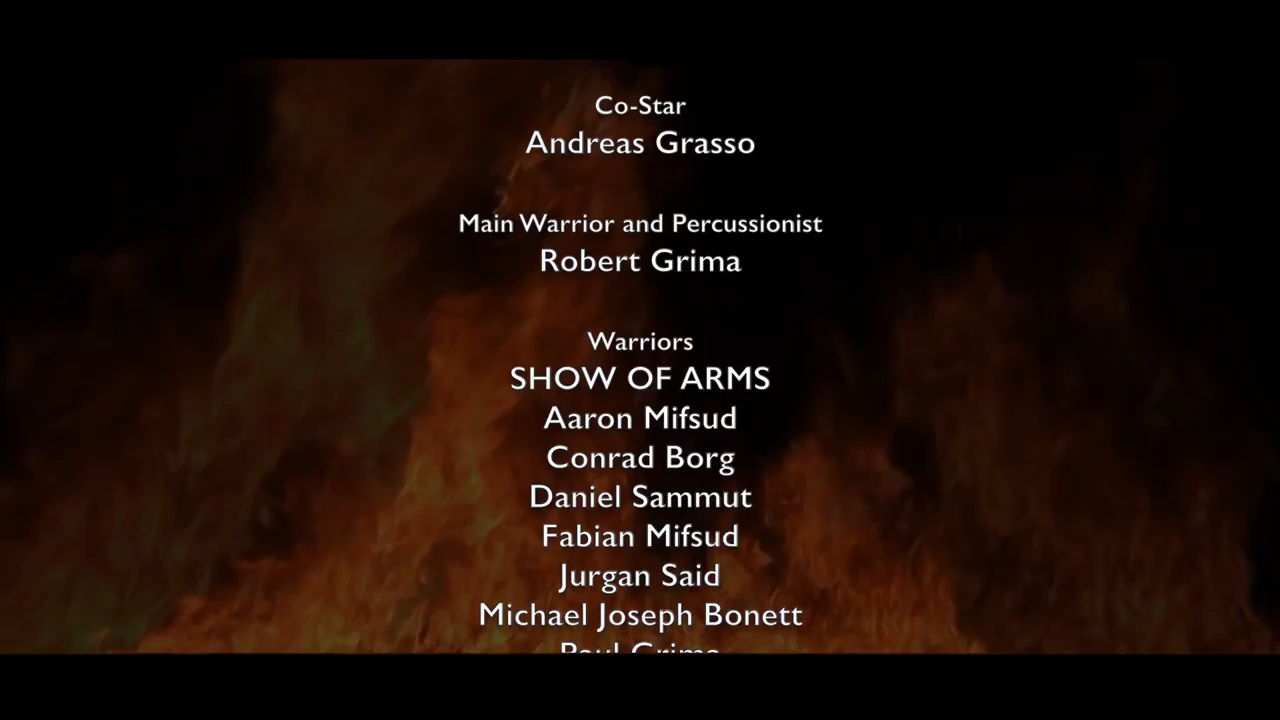 Co-Star
Andreas Grasso
Main Warrior and Percussionist
Robert Grima
Warriors
SHOW OF ARMS
Aaron Mifsud
Conrad Borg
Daniel Sammut
Fabian Mifsud
Jurgan Said
Michael Joseph Bonett